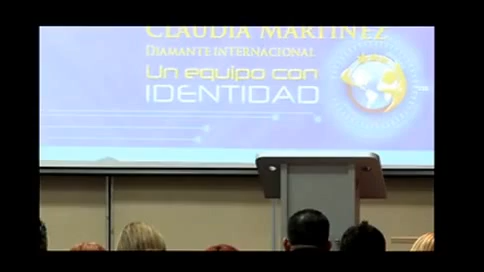 CLAUDIA MARTINEZ
DIAMANTE INTERNACIONAL
Un equipo con
IDENTIDAD